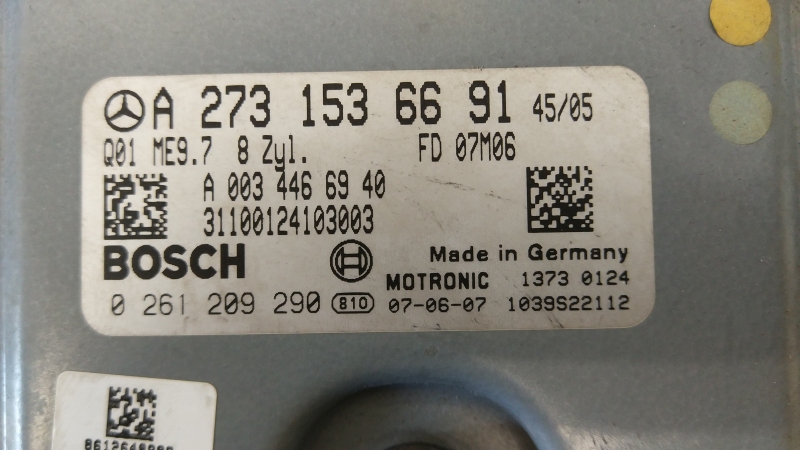 A 273 153 66 91 45/05
Q01 ME9.7 8 Zyl. FD 07M06
A 003 446 69 40
31100124103003
BOSCH Made in Germany
MOTRONIC 1373 0124
0 261 209 290 810 07-06-07 1039S22112